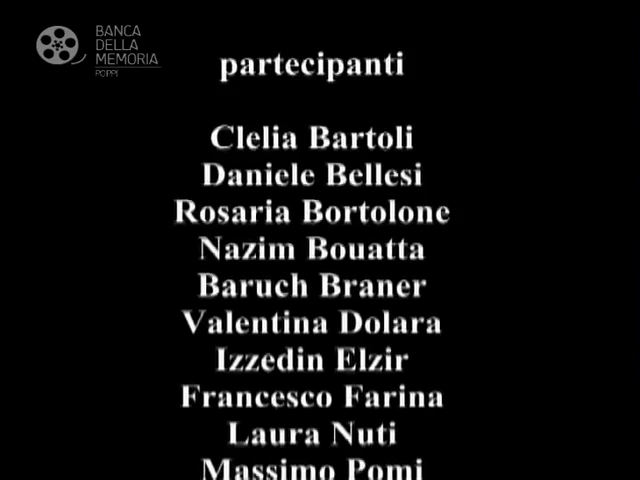 BANCA
DELLA
MEMORIA
POPPI
partecipanti
Clelia Bartoli
Daniele Bellesi
Rosaria Bortolone
Nazim Bouatta
Baruch Braner
Valentina Dolara
Izzedin Elzir
Francesco Farina
Laura Nuti
Massimo Pomi